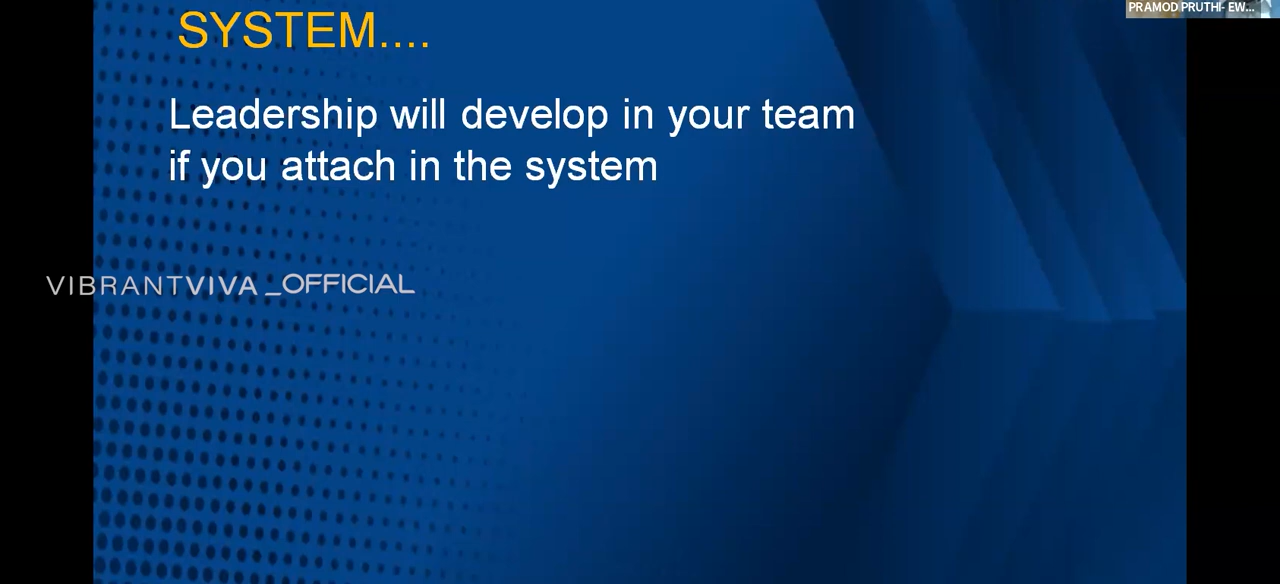 PRAMOD PRUTHI- EW...
SYSTEM....
Leadership will develop in your team
if you attach in the system
VIBRANTVIVA _OFFICIAL